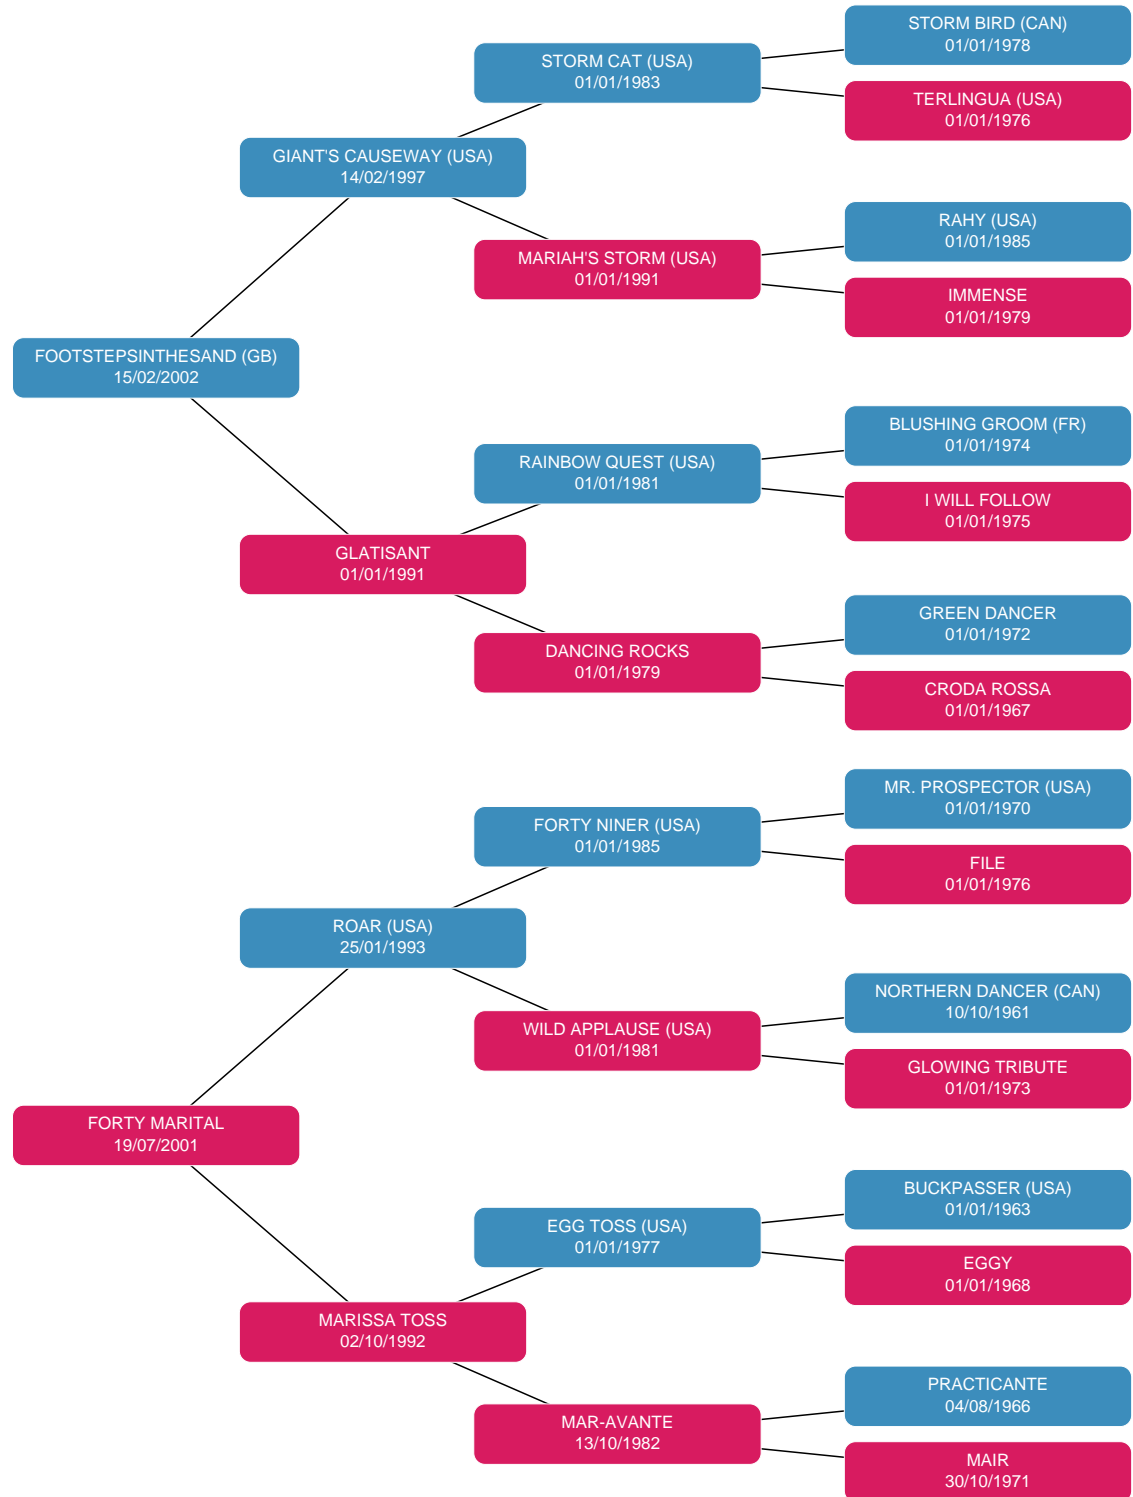 STORM BIRD (CAN)
01/01/1978
STORM CAT (USA)
01/01/1983
TERLINGUA (USA)
01/01/1976
GIANT'S CAUSEWAY (USA)
14/02/1997
RAHY (USA)
01/01/1985
MARIAH'S STORM (USA)
01/01/1991
IMMENSE
01/01/1979
FOOTSTEPSINTHESAND (GB)
15/02/2002
BLUSHING GROOM (FR)
01/01/1974
RAINBOW QUEST (USA)
01/01/1981
I WILL FOLLOW
01/01/1975
GLATISANT
01/01/1991
GREEN DANCER
01/01/1972
DANCING ROCKS
01/01/1979
CRODA ROSSA
01/01/1967
MR. PROSPECTOR (USA)
01/01/1970
FORTY NINER (USA)
01/01/1985
FILE
01/01/1976
ROAR (USA)
25/01/1993
NORTHERN DANCER (CAN)
10/10/1961
WILD APPLAUSE (USA)
01/01/1981
GLOWING TRIBUTE
01/01/1973
FORTY MARITAL
19/07/2001
BUCKPASSER (USA)
01/01/1963
EGG TOSS (USA)
01/01/1977
EGGY
01/01/1968
MARISSA TOSS
02/10/1992
PRACTICANTE
04/08/1966
MAR-AVANTE
13/10/1982
MAIR
30/10/1971